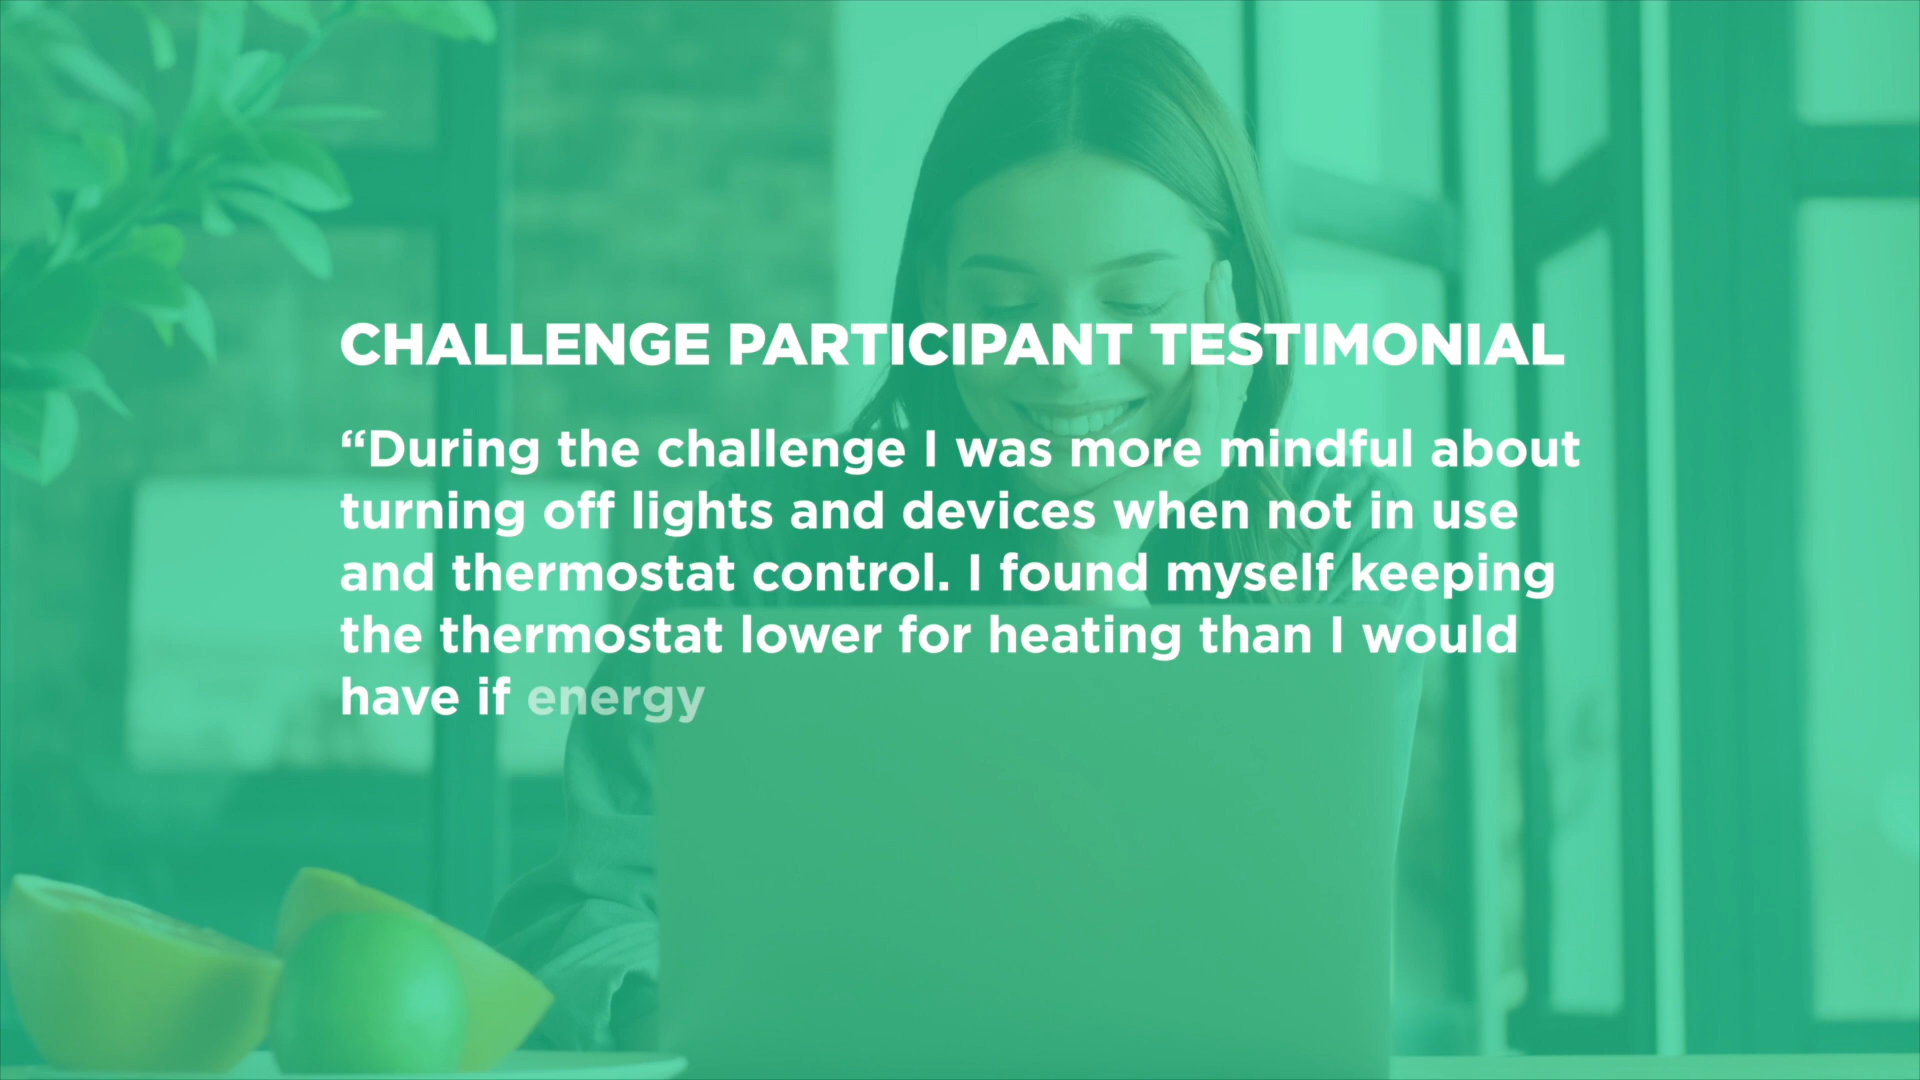 CHALLENGE PARTICIPANT TESTIMONIAL
“During the challenge I was more mindful about
turning off lights and devices when not in use
and thermostat control. I found myself keeping
the thermostat lower for heating than I would
have if energy